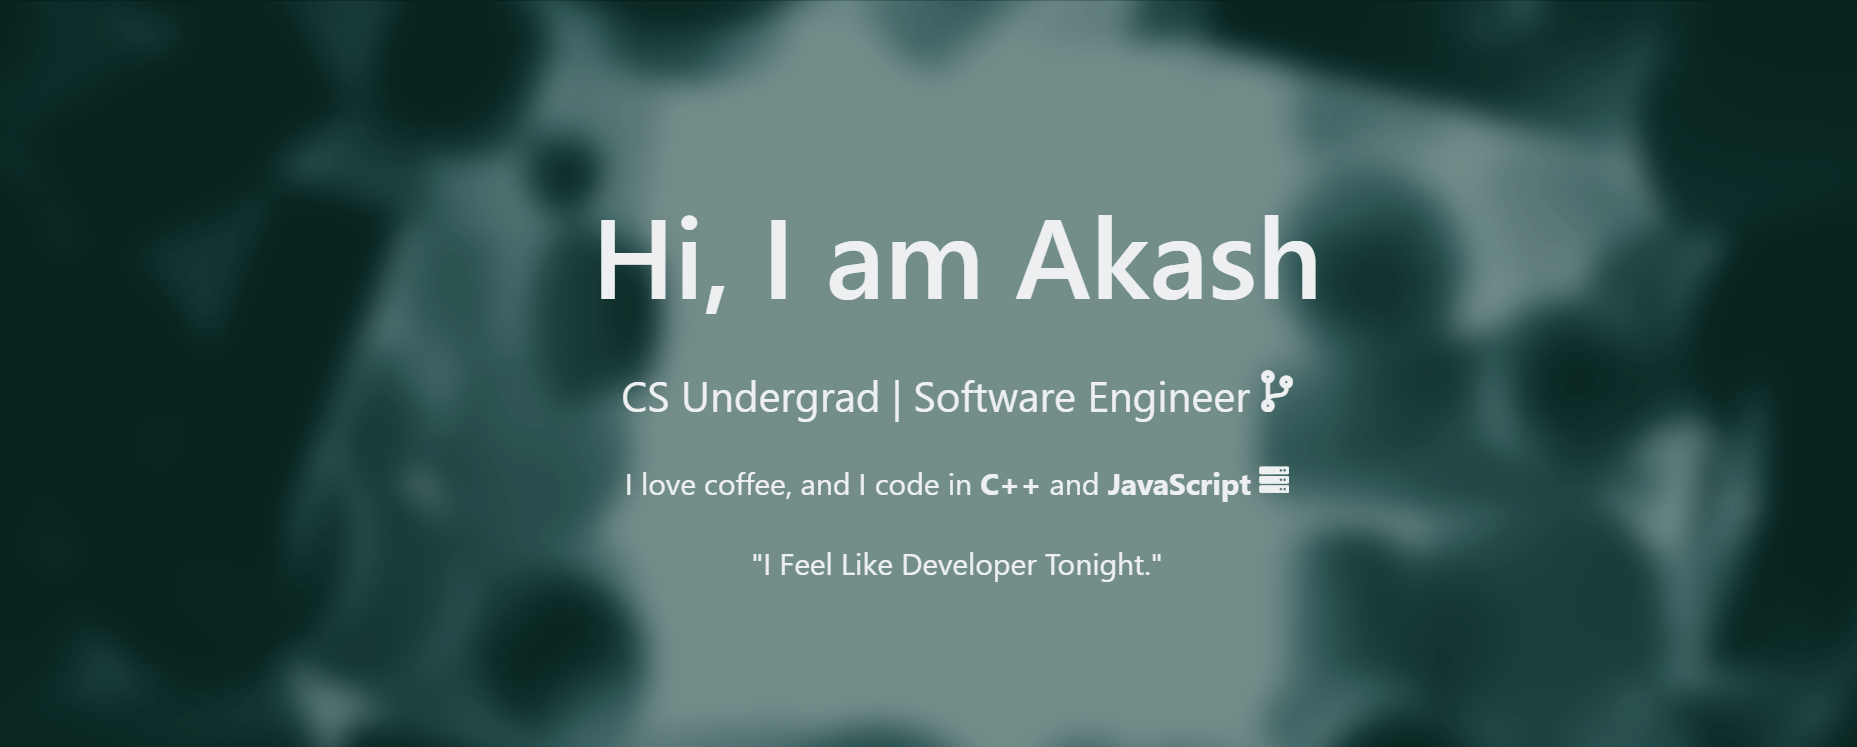 Hi, I am Akash
CS Undergrad | Software Engineer
I love coffee, and I code in C++ and JavaScript
"I Feel Like Developer Tonight."